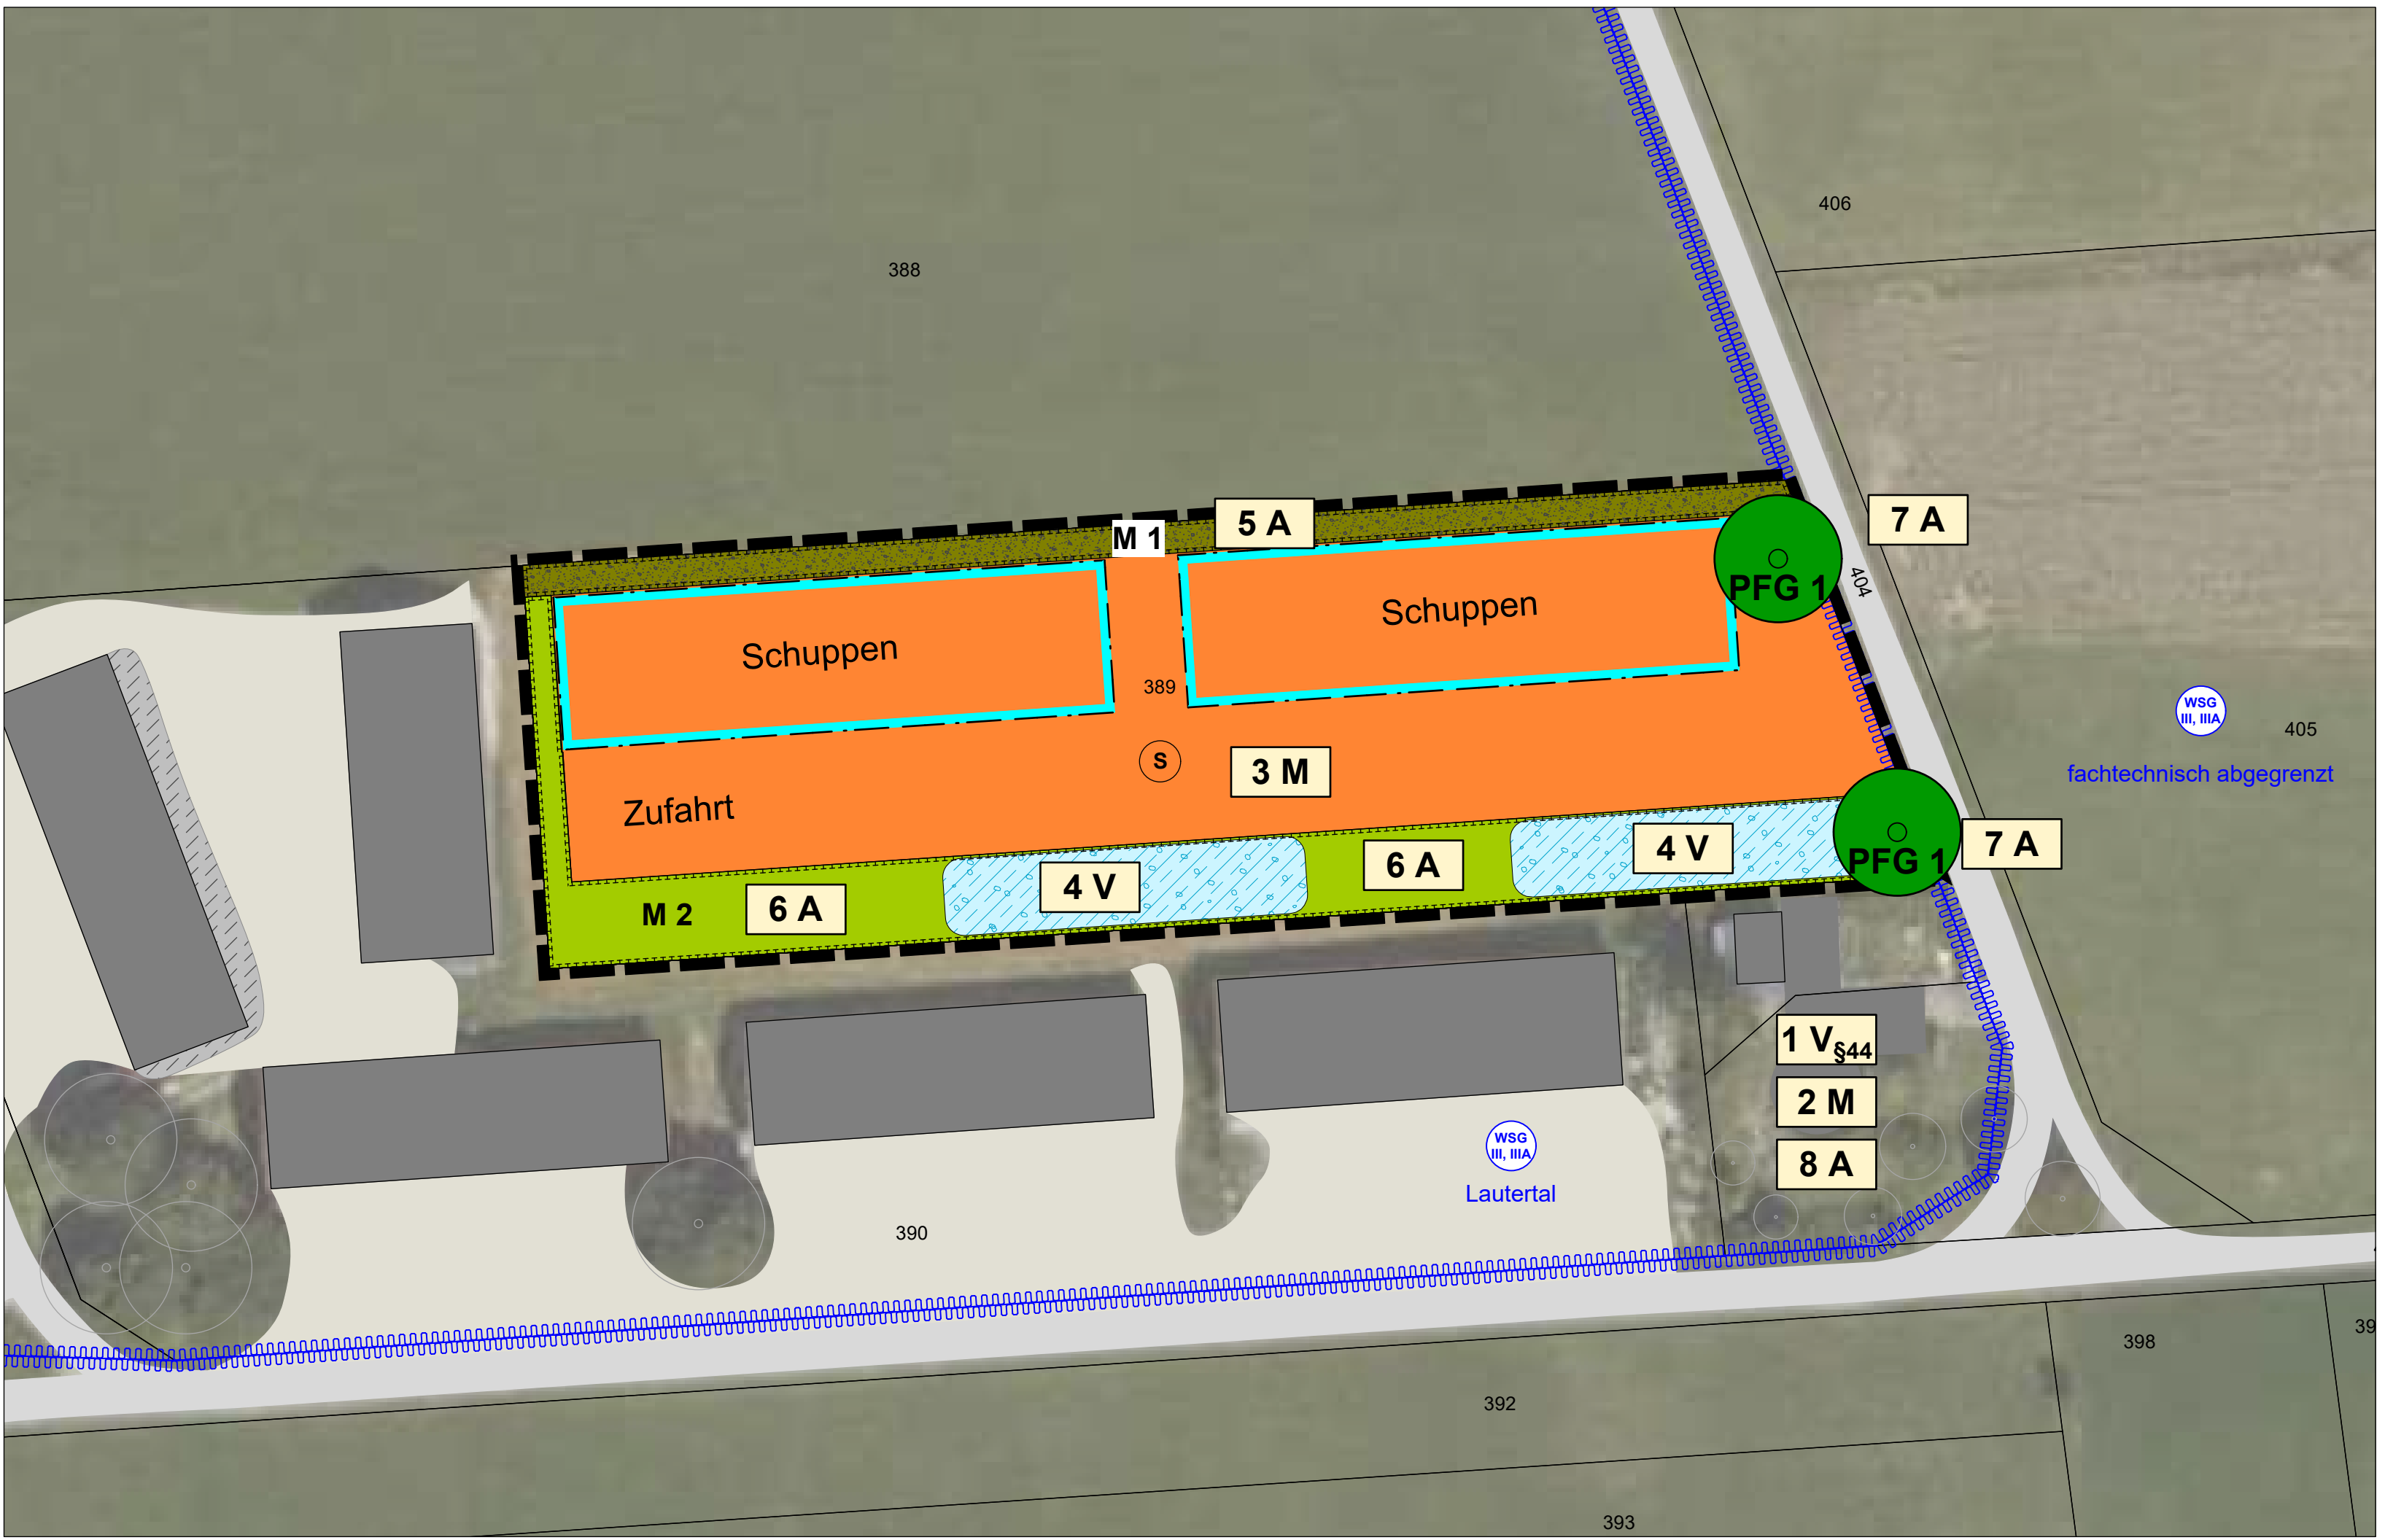 406
388
5 A
M 1
7 A
PFG 1
404
Schuppen
Schuppen
389
WSG
III, IIIA
405
S
3 M
fachtechnisch abgegrenzt
Zufahrt
4 V
7 A
6 A
PFG 1
4 V
6 A
M 2
1 V§44
2 M
WSG
III, IIIA
8 A
Lautertal
390
39
398
392
393